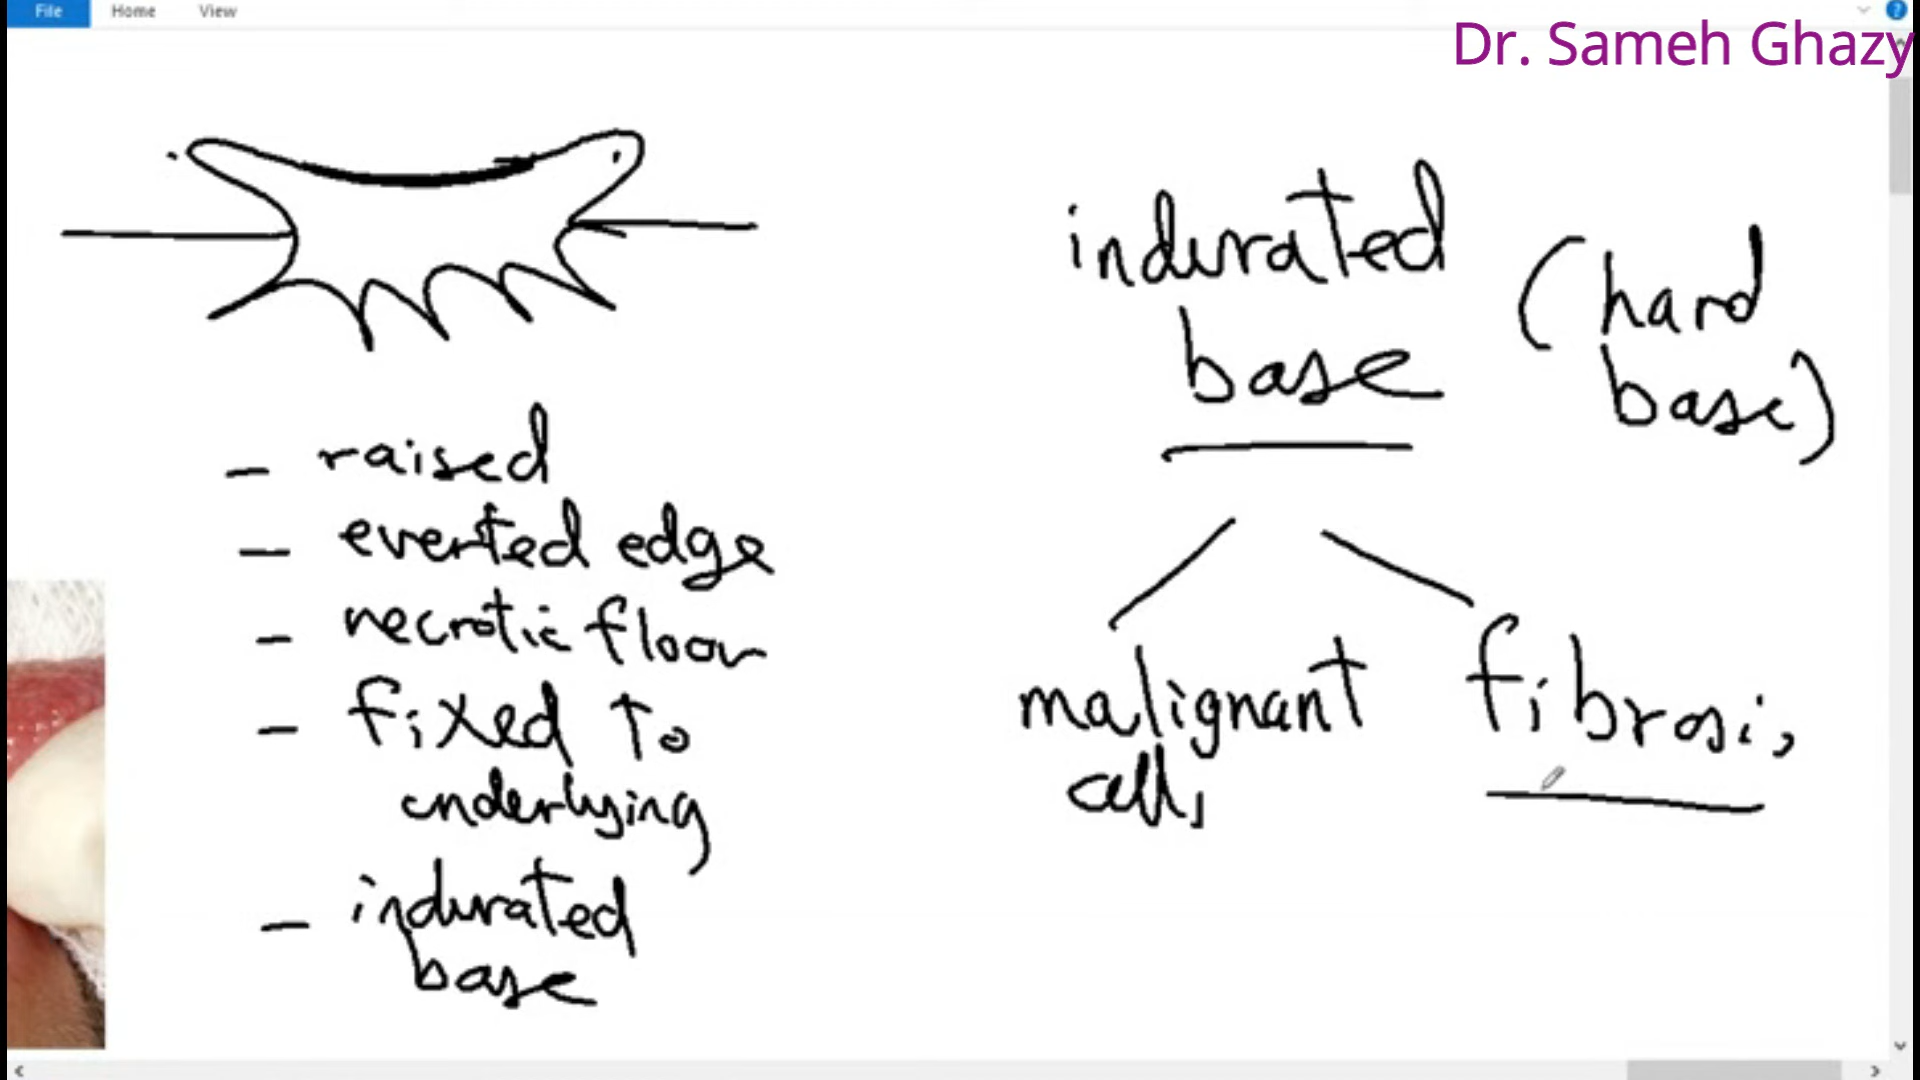 File Home View
Dr. Sameh Ghazy
- raised
- everted edge
- necrotic floor
- fixed to
underlying
- indurated
base
indurated
base
(hard
base)
malignant
cells
fibrosis